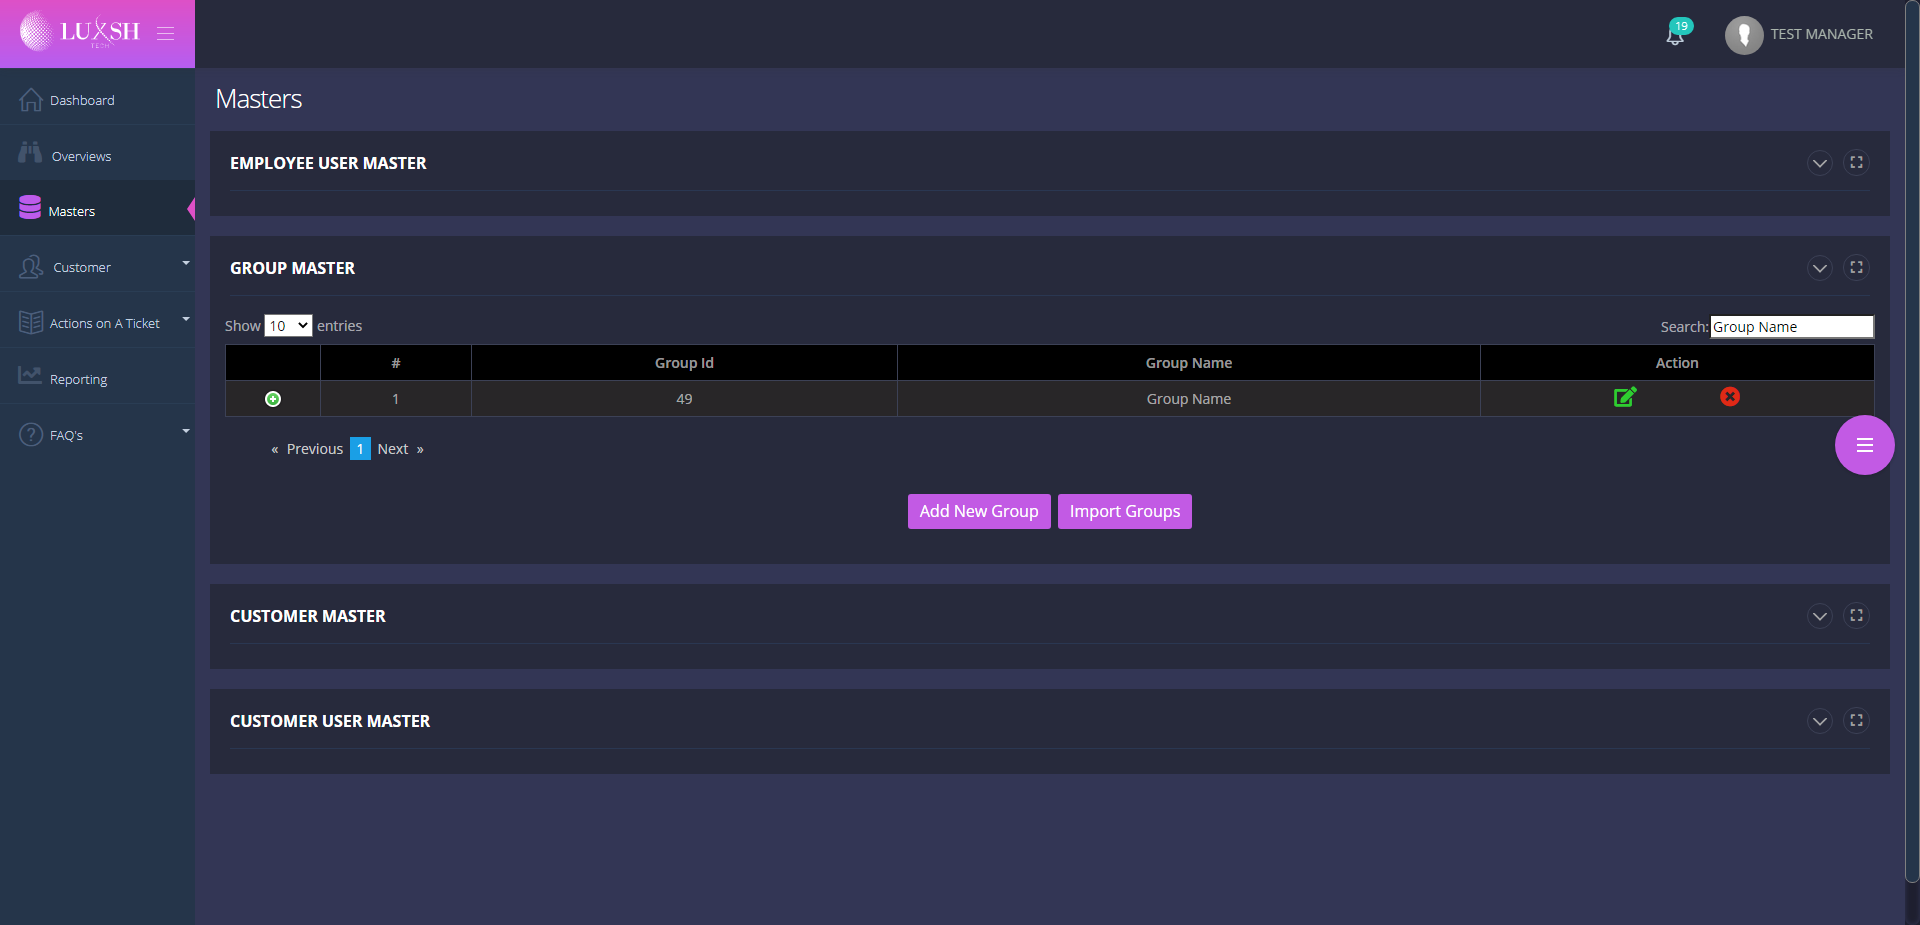 LUXSH
TECH
19
TEST MANAGER
Dashboard
Overviews
Masters
Customer
Actions on A Ticket
Reporting
FAQ's
Masters
EMPLOYEE USER MASTER
GROUP MASTER
Show 10 entries
Search: Group Name
# Group Id Group Name Action
1 49 Group Name
« Previous 1 Next »
Add New Group Import Groups
CUSTOMER MASTER
CUSTOMER USER MASTER